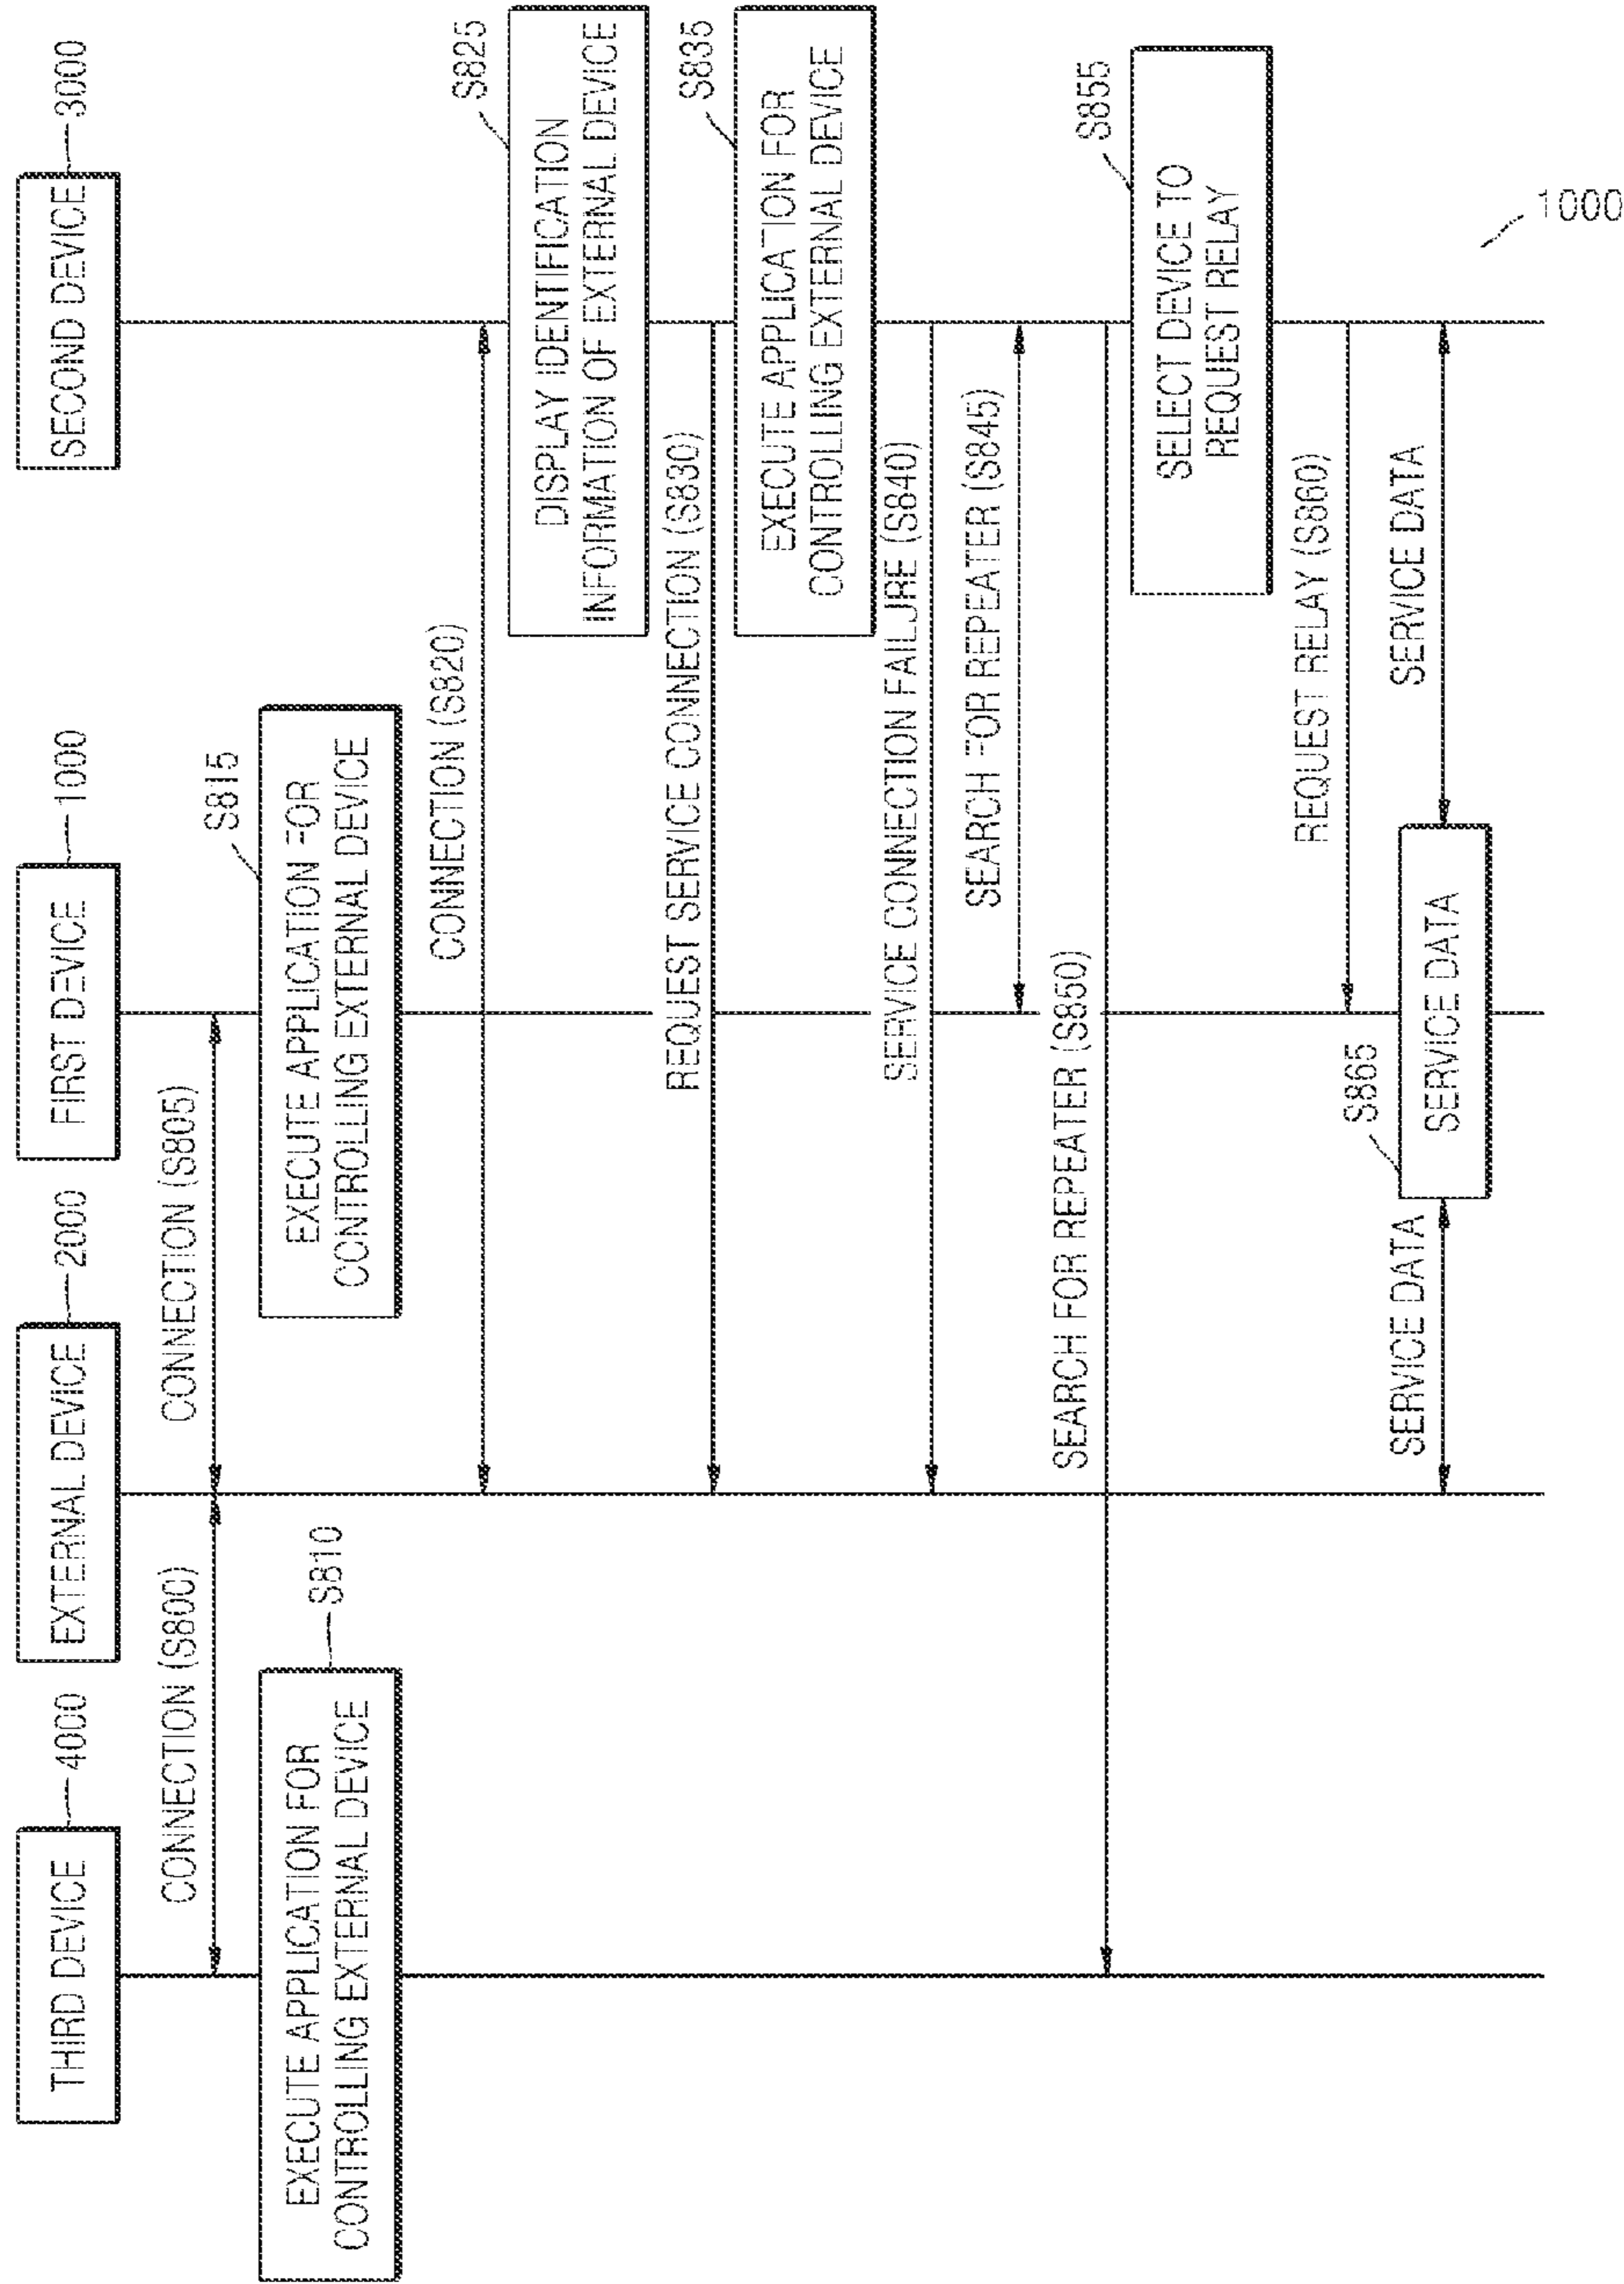 THIRD DEVICE
4000
EXTERNAL DEVICE
2000
FIRST DEVICE
1000
SECOND DEVICE
3000
CONNECTION (S800)
CONNECTION (S805)
S810
EXECUTE APPLICATION FOR
CONTROLLING EXTERNAL DEVICE
S815
EXECUTE APPLICATION FOR
CONTROLLING EXTERNAL DEVICE
CONNECTION (S820)
S825
DISPLAY IDENTIFICATION
INFORMATION OF EXTERNAL DEVICE
REQUEST SERVICE CONNECTION (S830)
S835
EXECUTE APPLICATION FOR
CONTROLLING EXTERNAL DEVICE
SERVICE CONNECTION FAILURE (S840)
SEARCH FOR REPEATER (S845)
SEARCH FOR REPEATER (S850)
S855
SELECT DEVICE TO
REQUEST RELAY
REQUEST RELAY (S860)
S865
SERVICE DATA
SERVICE DATA
SERVICE DATA
1000